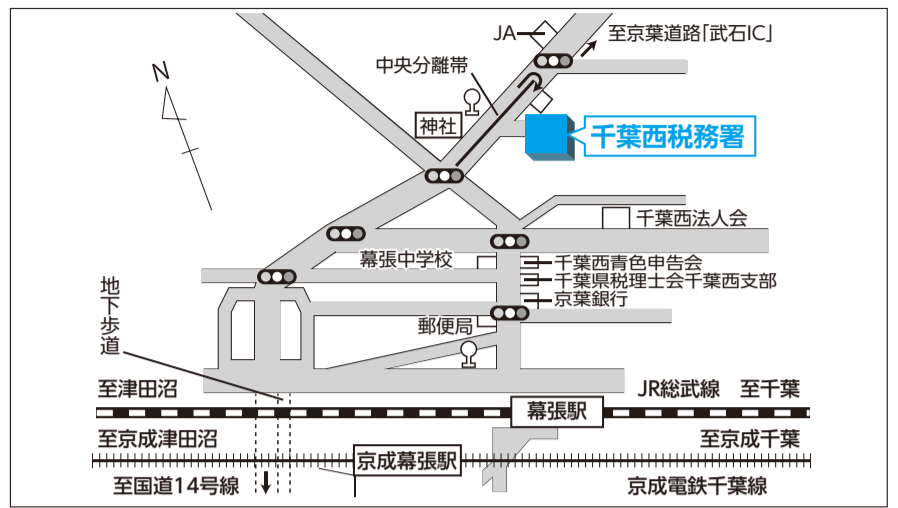 JA
至京葉道路「武石IC」
中央分離帯
N
神社
千葉西税務署
千葉西法人会
幕張中学校
千葉西青色申告会
千葉県税理士会千葉西支部
京葉銀行
郵便局
地下歩道
至津田沼
JR総武線 至千葉
幕張駅
至京成津田沼
至京成千葉
京成幕張駅
至国道14号線
京成電鉄千葉線